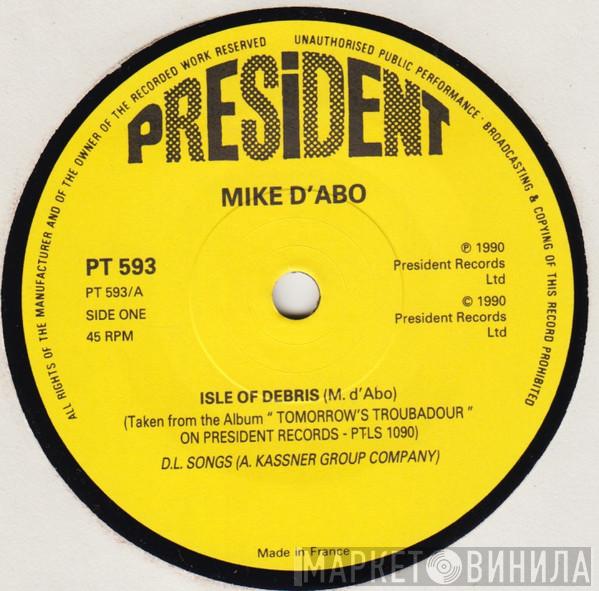 ALL RIGHTS OF THE MANUFACTURER AND OF THE OWNER OF THE RECORDED WORK RESERVED UNAUTHORISED PUBLIC PERFORMANCE · BROADCASTING & COPYING OF THIS RECORD PROHIBITED
PRESiDENT
MIKE D'ABO
PT 593
PT 593/A
SIDE ONE
45 RPM
℗ 1990
President Records
Ltd
© 1990
President Records
Ltd
ISLE OF DEBRIS (M. d'Abo)
(Taken from the Album " TOMORROW'S TROUBADOUR "
ON PRESIDENT RECORDS - PTLS 1090)
D.L. SONGS (A. KASSNER GROUP COMPANY)
Made in France
МАРКЕТ ВИНИЛА